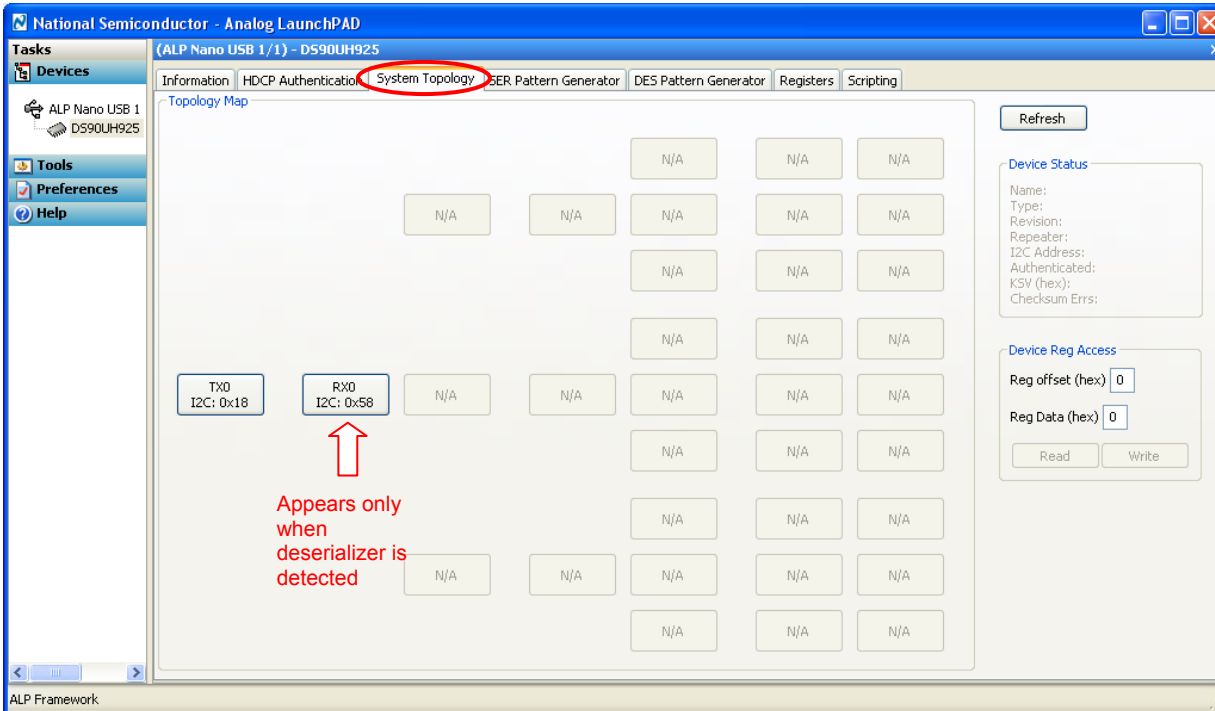 National Semiconductor - Analog LaunchPAD
Tasks
(ALP Nano USB 1/1) - DS90UH925
Devices
ALP Nano USB 1
DS90UH925
Tools
Preferences
Help
Information HDCP Authentication System Topology SER Pattern Generator DES Pattern Generator Registers Scripting
Topology Map
N/A N/A N/A
N/A N/A N/A N/A N/A
N/A N/A N/A
N/A N/A N/A
TX0
I2C: 0x18
RX0
I2C: 0x58
N/A N/A N/A N/A N/A
N/A N/A N/A
Appears only
when
deserializer is
detected
N/A N/A N/A
N/A N/A N/A N/A N/A
N/A N/A N/A
Refresh
Device Status
Name:
Type:
Revision:
Repeater:
I2C Address:
Authenticated:
KSV (hex):
Checksum Errs:
Device Reg Access
Reg offset (hex) 0
Reg Data (hex) 0
Read Write
ALP Framework